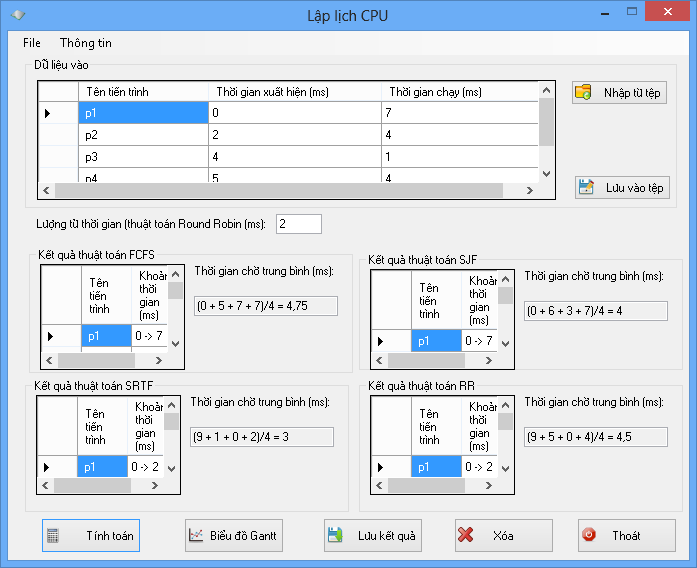 Lập lịch CPU
File Thông tin
Dữ liệu vào
Tên tiến trình Thời gian xuất hiện (ms) Thời gian chạy (ms)
p1 0 7
p2 2 4
p3 4 1
p4 5 4
Nhập từ tệp
Lưu vào tệp
Lượng tử thời gian (thuật toán Round Robin (ms): 2
Kết quả thuật toán FCFS
Tên tiến trình
Khoản thời gian (ms)
p1 0 -> 7
Thời gian chờ trung bình (ms):
(0 + 5 + 7 + 7)/4 = 4,75
Kết quả thuật toán SJF
Tên tiến trình
Khoả thời gian (ms)
p1 0 -> 7
Thời gian chờ trung bình (ms):
(0 + 6 + 3 + 7)/4 = 4
Kết quả thuật toán SRTF
Tên tiến trình
Khoản thời gian (ms)
p1 0 -> 2
Thời gian chờ trung bình (ms):
(9 + 1 + 0 + 2)/4 = 3
Kết quả thuật toán RR
Tên tiến trình
Khoả thời gian (ms)
p1 0 -> 2
Thời gian chờ trung bình (ms):
(9 + 5 + 0 + 4)/4 = 4,5
Tính toán Biểu đồ Gantt Lưu kết quả Xóa Thoát